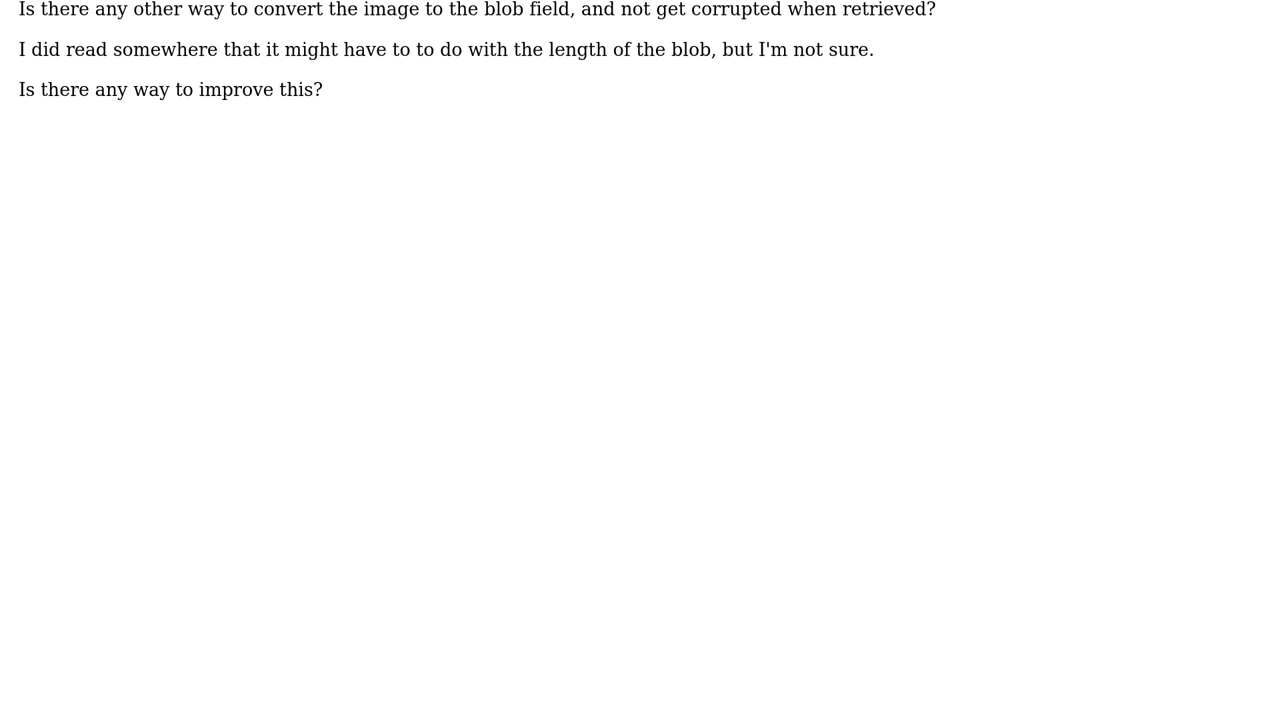 Is there any other way to convert the image to the blob field, and not get corrupted when retrieved?
I did read somewhere that it might have to to do with the length of the blob, but I'm not sure.
Is there any way to improve this?